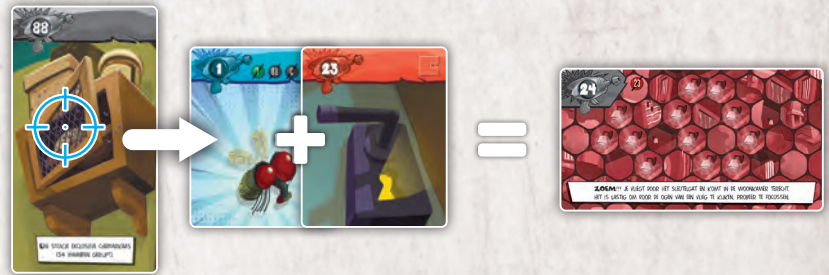 88
1
23
24
23
ZOEM!!! JE VLIEGT DOOR HET SLEUTELGAT EN KOMT IN DE WOONKAMER TERECHT.
HET IS LASTIG OM DOOR DE OGEN VAN EEN VLIEG TE KIJKEN. PROBEER TE FOCUSSEN.